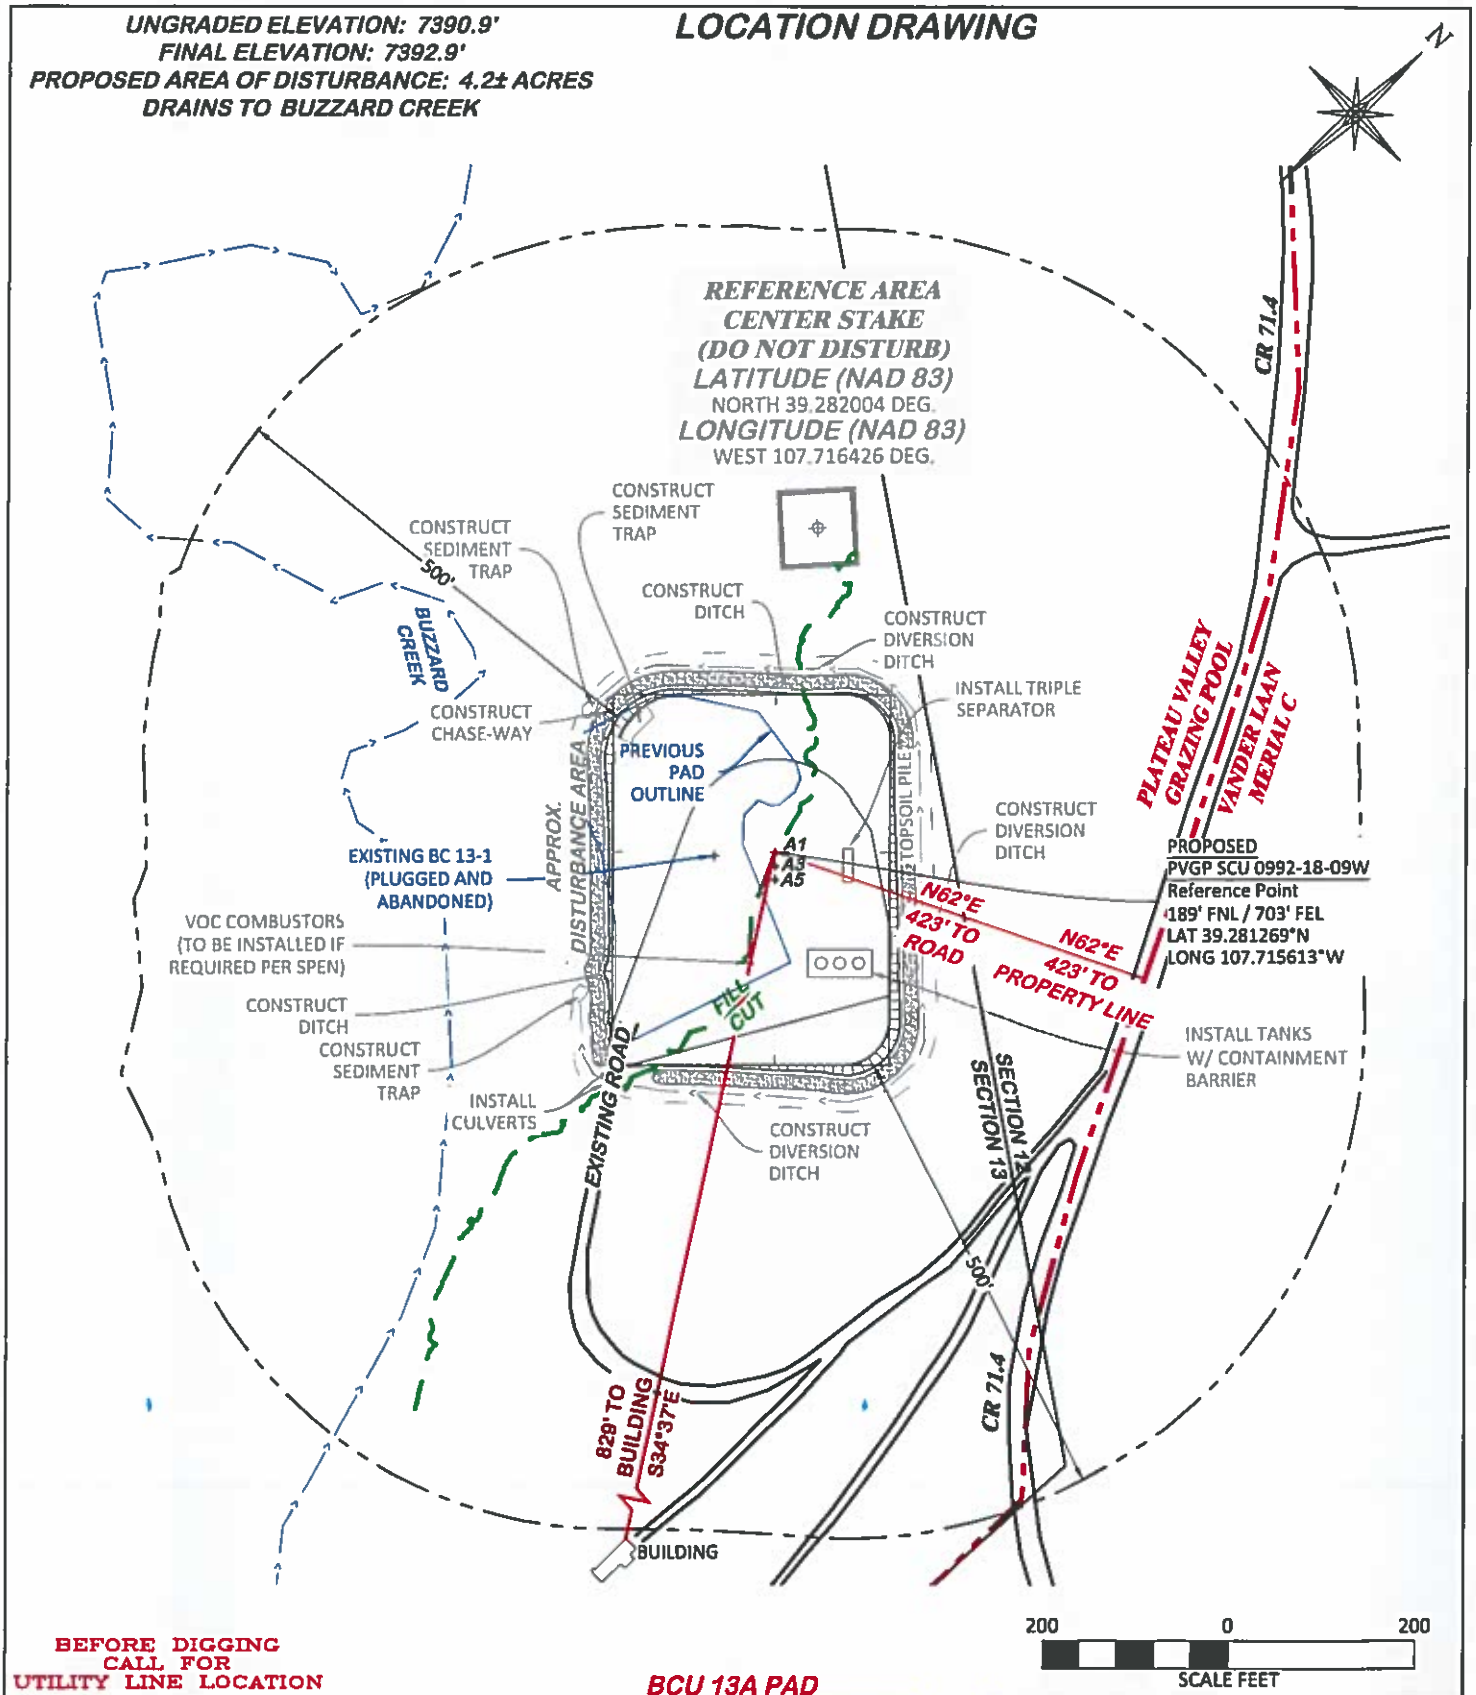 UNGRADED ELEVATION: 7390.9'
FINAL ELEVATION: 7392.9'
PROPOSED AREA OF DISTURBANCE: 4.2± ACRES
DRAINS TO BUZZARD CREEK
LOCATION DRAWING
N
REFERENCE AREA
CENTER STAKE
(DO NOT DISTURB)
LATITUDE (NAD 83)
NORTH 39.282004 DEG.
LONGITUDE (NAD 83)
WEST 107.716426 DEG.
CR 71.4
CONSTRUCT
SEDIMENT
TRAP
CONSTRUCT
SEDIMENT
TRAP
500'
CONSTRUCT
DITCH
CONSTRUCT
DIVERSION
DITCH
BUZZARD
CREEK
INSTALL TRIPLE
SEPARATOR
CONSTRUCT
CHASE-WAY
PREVIOUS
PAD
OUTLINE
APPROX.
DISTURBANCE AREA
TOPSOIL PILE
PLATEAU VALLEY
GRAZING POOL
VANDER LAAN
MERIAL C
CONSTRUCT
DIVERSION
DITCH
EXISTING BC 13-1
(PLUGGED AND
ABANDONED)
A1
A3
A5
PROPOSED
PVGP SCU 0992-18-09W
Reference Point
189' FNL / 703' FEL
LAT 39.281269°N
LONG 107.715613°W
N62°E
423' TO
ROAD
N62°E
423' TO
PROPERTY LINE
VOC COMBUSTORS
(TO BE INSTALLED IF
REQUIRED PER SPEN)
CONSTRUCT
DITCH
FILL
CUT
CONSTRUCT
SEDIMENT
TRAP
INSTALL TANKS
W/ CONTAINMENT
BARRIER
INSTALL
CULVERTS
EXISTING ROAD
CONSTRUCT
DIVERSION
DITCH
SECTION 12
SECTION 13
500'
CR 71.4
829' TO
BUILDING
S34°37'E
BUILDING
BEFORE DIGGING
CALL FOR
UTILITY LINE LOCATION
BCU 13A PAD
200 0 200
SCALE FEET